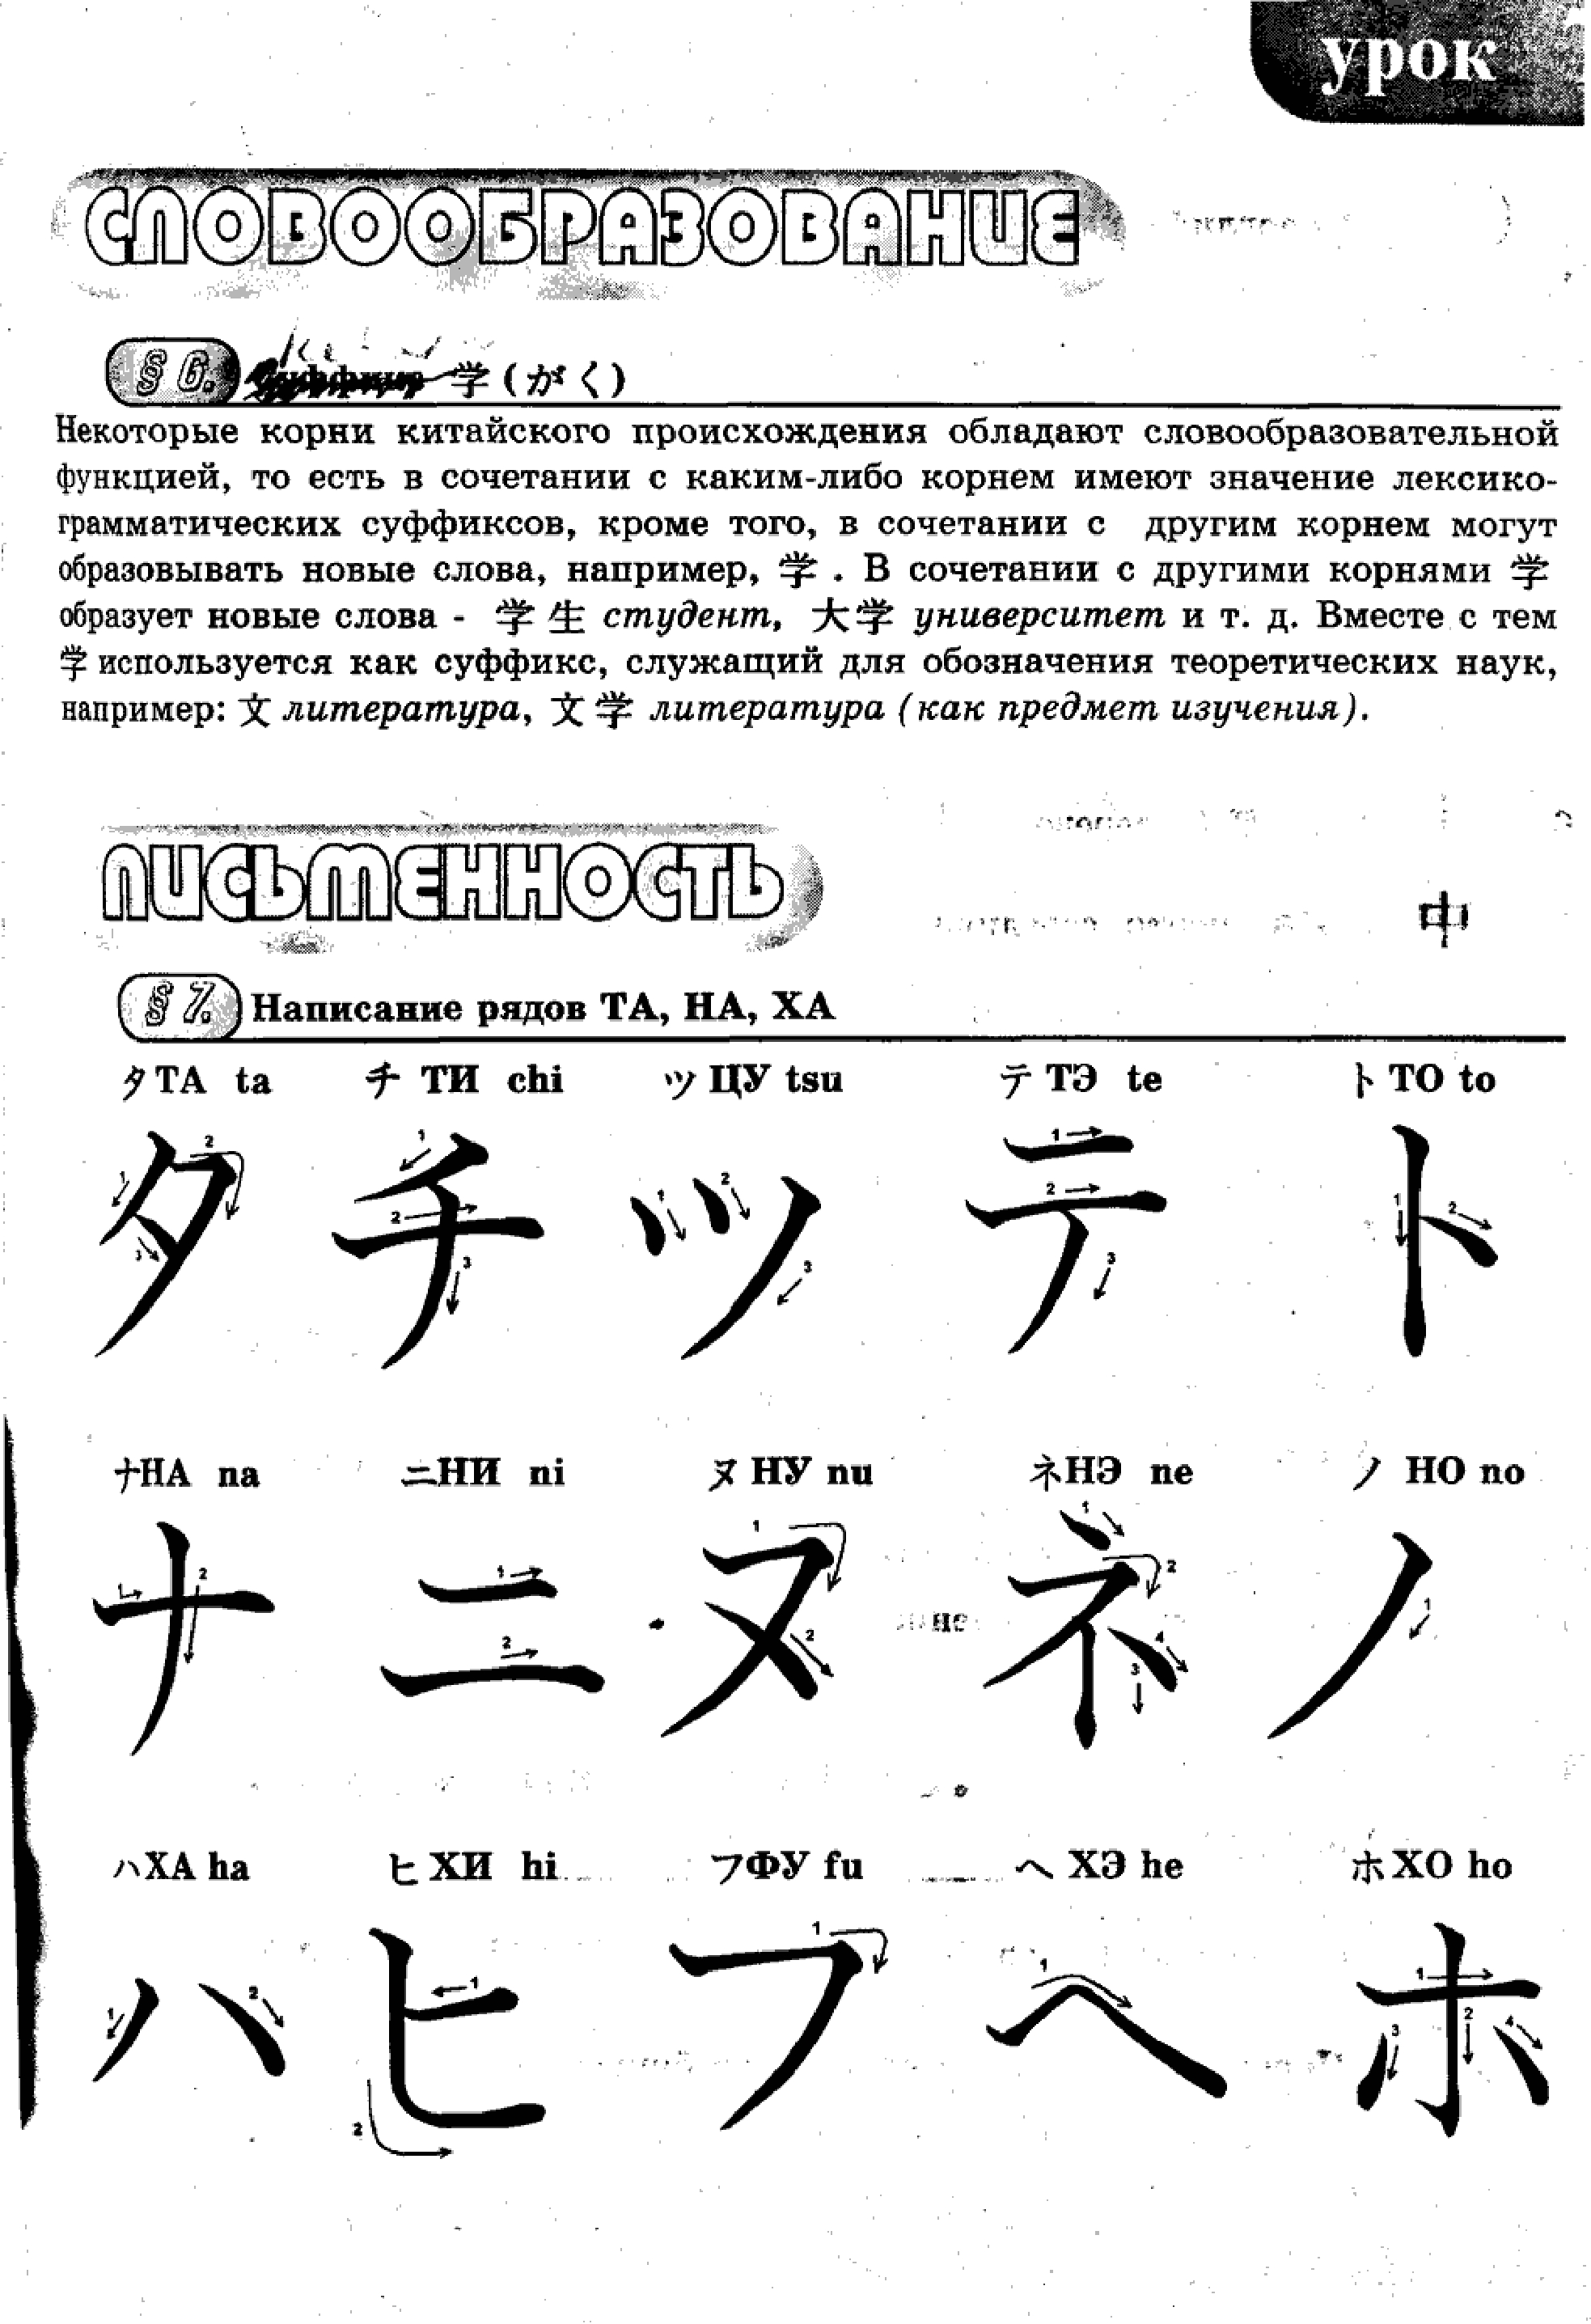 урок
СЛОВООБРАЗОВАНИЕ
§ 6. 学 (がく)
Некоторые корни китайского происхождения обладают словообразовательной
функцией, то есть в сочетании с каким-либо корнем имеют значение лексико-
грамматических суффиксов, кроме того, в сочетании с другим корнем могут
образовывать новые слова, например, 学 . В сочетании с другими корнями 学
образует новые слова - 学生 студент, 大学 университет и т. д. Вместе с тем
学 используется как суффикс, служащий для обозначения теоретических наук,
например: 文 литература, 文学 литература (как предмет изучения).
ПИСЬМЕННОСТЬ
中
§ 7. Написание рядов ТА, НА, ХА
タ ТА ta チ ТИ chi ツ ЦУ tsu テ ТЭ te ト ТО to
タ チ ツ テ ト
ナ НА na ニ НИ ni ヌ НУ nu ネ НЭ ne ノ НО no
ナ ニ ヌ ネ ノ
ハ ХА ha ヒ ХИ hi フ ФУ fu ヘ ХЭ he ホ ХО ho
ハ ヒ フ ヘ ホ